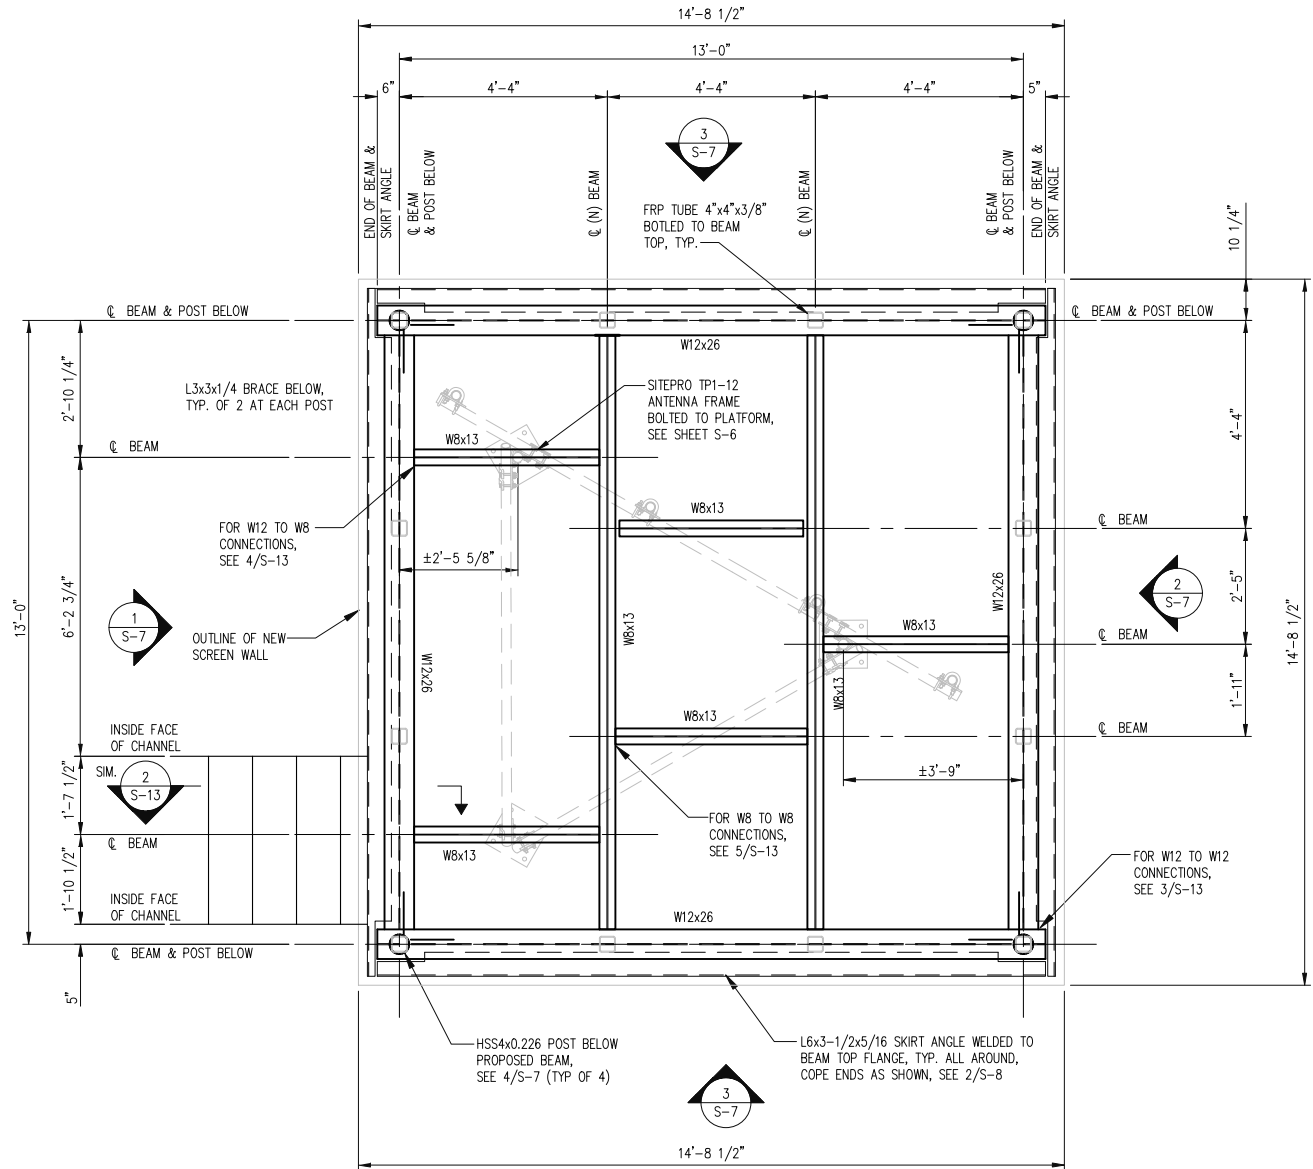 14'-8 1/2"
13'-0"
6"
4'-4"
4'-4"
4'-4"
5"
END OF BEAM &
SKIRT ANGLE
℄ BEAM
& POST BELOW
℄ (N) BEAM
3
S-7
FRP TUBE 4"x4"x3/8"
BOTLED TO BEAM
TOP, TYP.
℄ (N) BEAM
℄ BEAM
& POST BELOW
END OF BEAM &
SKIRT ANGLE
10 1/4"
℄ BEAM & POST BELOW
℄ BEAM & POST BELOW
W12x26
2'-10 1/4"
L3x3x1/4 BRACE BELOW,
TYP. OF 2 AT EACH POST
SITEPRO TP1-12
ANTENNA FRAME
BOLTED TO PLATFORM,
SEE SHEET S-6
4'-4"
℄ BEAM
W8x13
W8x13
FOR W12 TO W8
CONNECTIONS,
SEE 4/S-13
℄ BEAM
±2'-5 5/8"
13'-0"
6'-2 3/4"
1
S-7
OUTLINE OF NEW
SCREEN WALL
W12x26
W8x13
W8x13
W12x26
W8x13
℄ BEAM
2
S-7
2'-5"
14'-8 1/2"
1'-11"
W8x13
℄ BEAM
INSIDE FACE
OF CHANNEL
SIM.
2
S-13
1'-7 1/2"
±3'-9"
℄ BEAM
W8x13
FOR W8 TO W8
CONNECTIONS,
SEE 5/S-13
FOR W12 TO W12
CONNECTIONS,
SEE 3/S-13
1'-10 1/2"
INSIDE FACE
OF CHANNEL
W12x26
℄ BEAM & POST BELOW
5"
HSS4x0.226 POST BELOW
PROPOSED BEAM,
SEE 4/S-7 (TYP OF 4)
L6x3-1/2x5/16 SKIRT ANGLE WELDED TO
BEAM TOP FLANGE, TYP. ALL AROUND,
COPE ENDS AS SHOWN, SEE 2/S-8
3
S-7
14'-8 1/2"